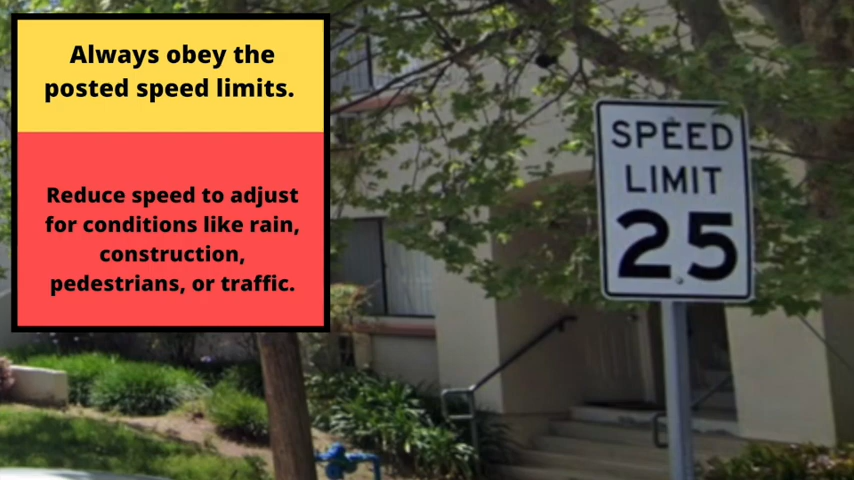 Always obey the
posted speed limits.
Reduce speed to adjust
for conditions like rain,
construction,
pedestrians, or traffic.
SPEED
LIMIT
25